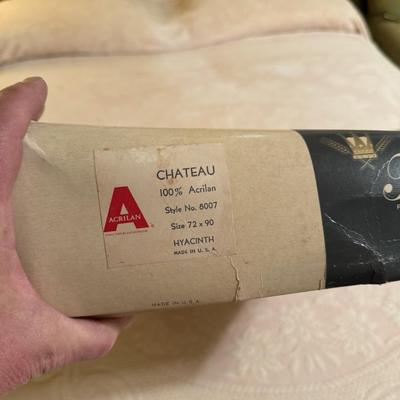 CHATEAU
100% Acrilan
Style No. 8007
Size 72 x 90
HYACINTH
MADE IN U. S. A.
A
ACRILAN
MADE IN U.S.A.